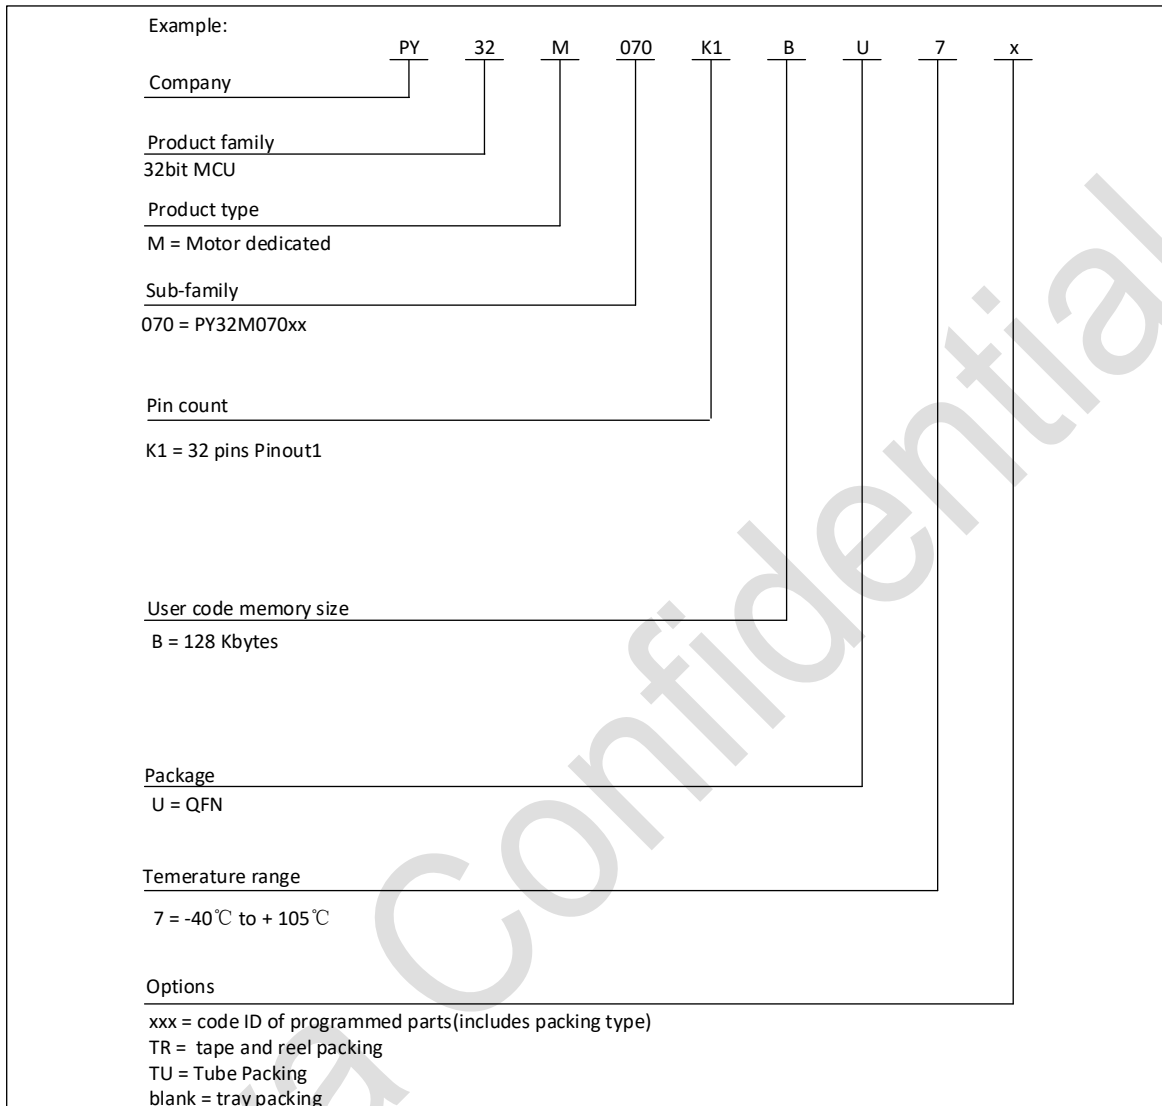 Example:
PY 32 M 070 K1 B U 7 x
Company
Product family
32bit MCU
Product type
M = Motor dedicated
Sub-family
070 = PY32M070xx
Pin count
K1 = 32 pins Pinout1
User code memory size
B = 128 Kbytes
Package
U = QFN
Temerature range
7 = -40℃ to + 105℃
Options
xxx = code ID of programmed parts(includes packing type)
TR = tape and reel packing
TU = Tube Packing
blank = tray packing
Confidential